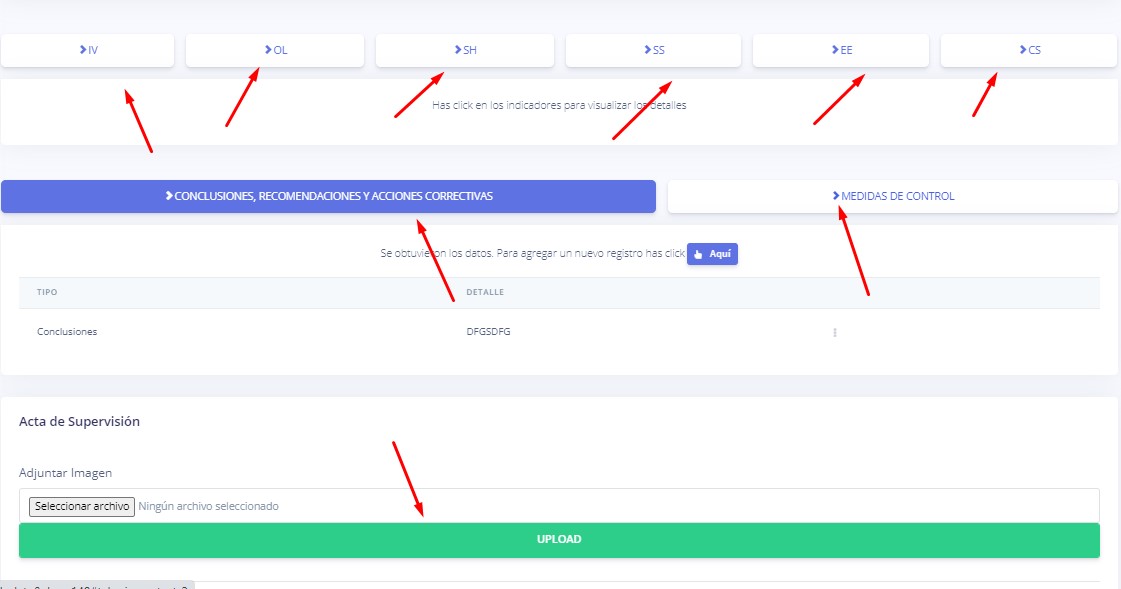 IV OL SH SS EE CS
Has click en los indicadores para visualizar los detalles
CONCLUSIONES, RECOMENDACIONES Y ACCIONES CORRECTIVAS MEDIDAS DE CONTROL
Se obtuvieron los datos. Para agregar un nuevo registro has click Aquí
TIPO DETALLE
Conclusiones DFGSDFG
Acta de Supervisión
Adjuntar Imagen
Seleccionar archivo Ningún archivo seleccionado
UPLOAD